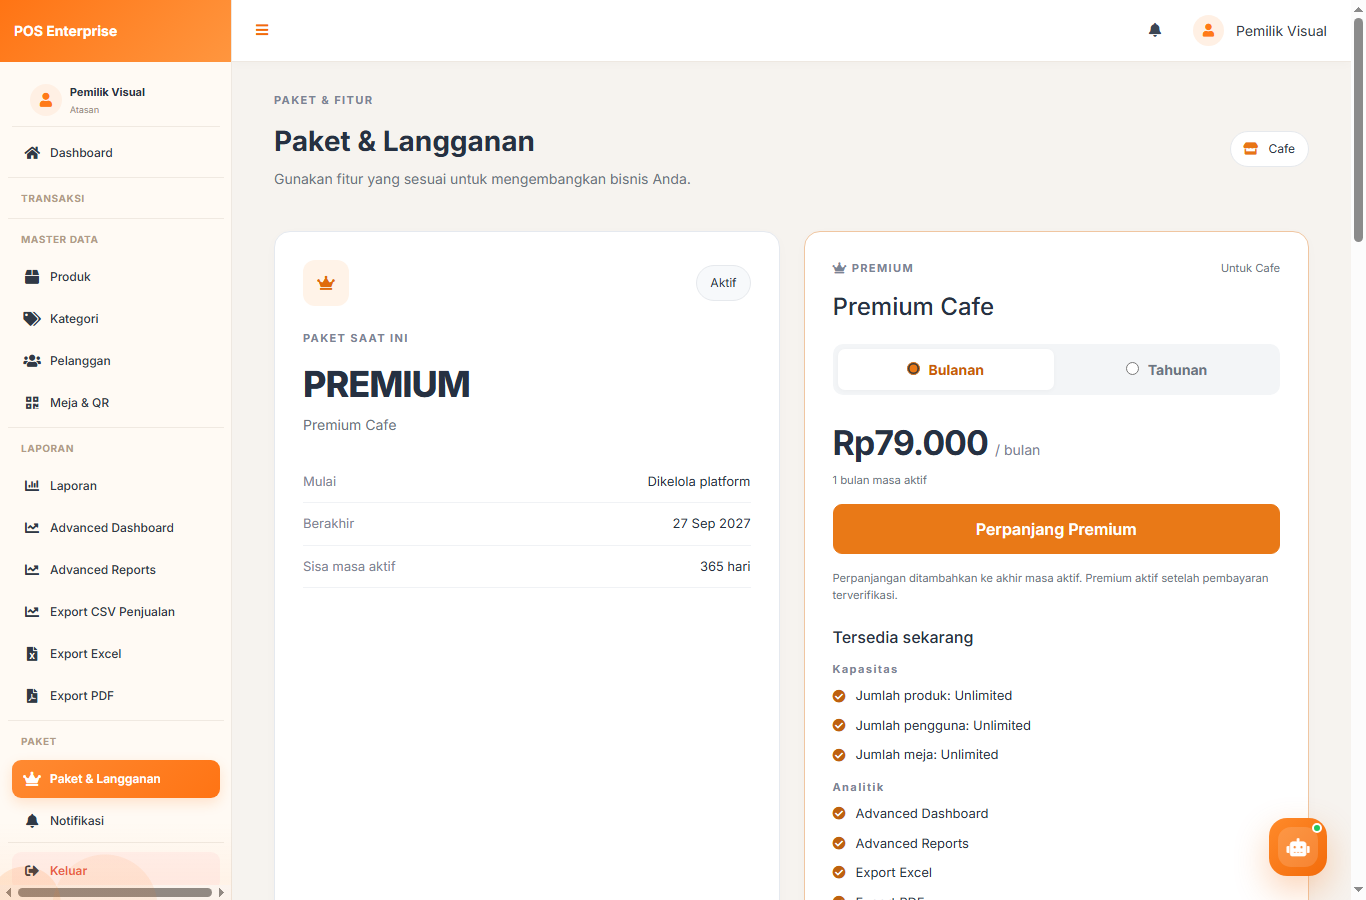 POS Enterprise
Pemilik Visual
Pemilik Visual
Atasan
Dashboard
TRANSAKSI
MASTER DATA
Produk
Kategori
Pelanggan
Meja & QR
LAPORAN
Laporan
Advanced Dashboard
Advanced Reports
Export CSV Penjualan
Export Excel
Export PDF
PAKET
Paket & Langganan
Notifikasi
Keluar
PAKET & FITUR
Paket & Langganan
Gunakan fitur yang sesuai untuk mengembangkan bisnis Anda.
Cafe
Aktif
PAKET SAAT INI
PREMIUM
Premium Cafe
Mulai Dikelola platform
Berakhir 27 Sep 2027
Sisa masa aktif 365 hari
PREMIUM Untuk Cafe
Premium Cafe
Bulanan Tahunan
Rp79.000 / bulan
1 bulan masa aktif
Perpanjang Premium
Perpanjangan ditambahkan ke akhir masa aktif. Premium aktif setelah pembayaran
terverifikasi.
Tersedia sekarang
Kapasitas
Jumlah produk: Unlimited
Jumlah pengguna: Unlimited
Jumlah meja: Unlimited
Analitik
Advanced Dashboard
Advanced Reports
Export Excel